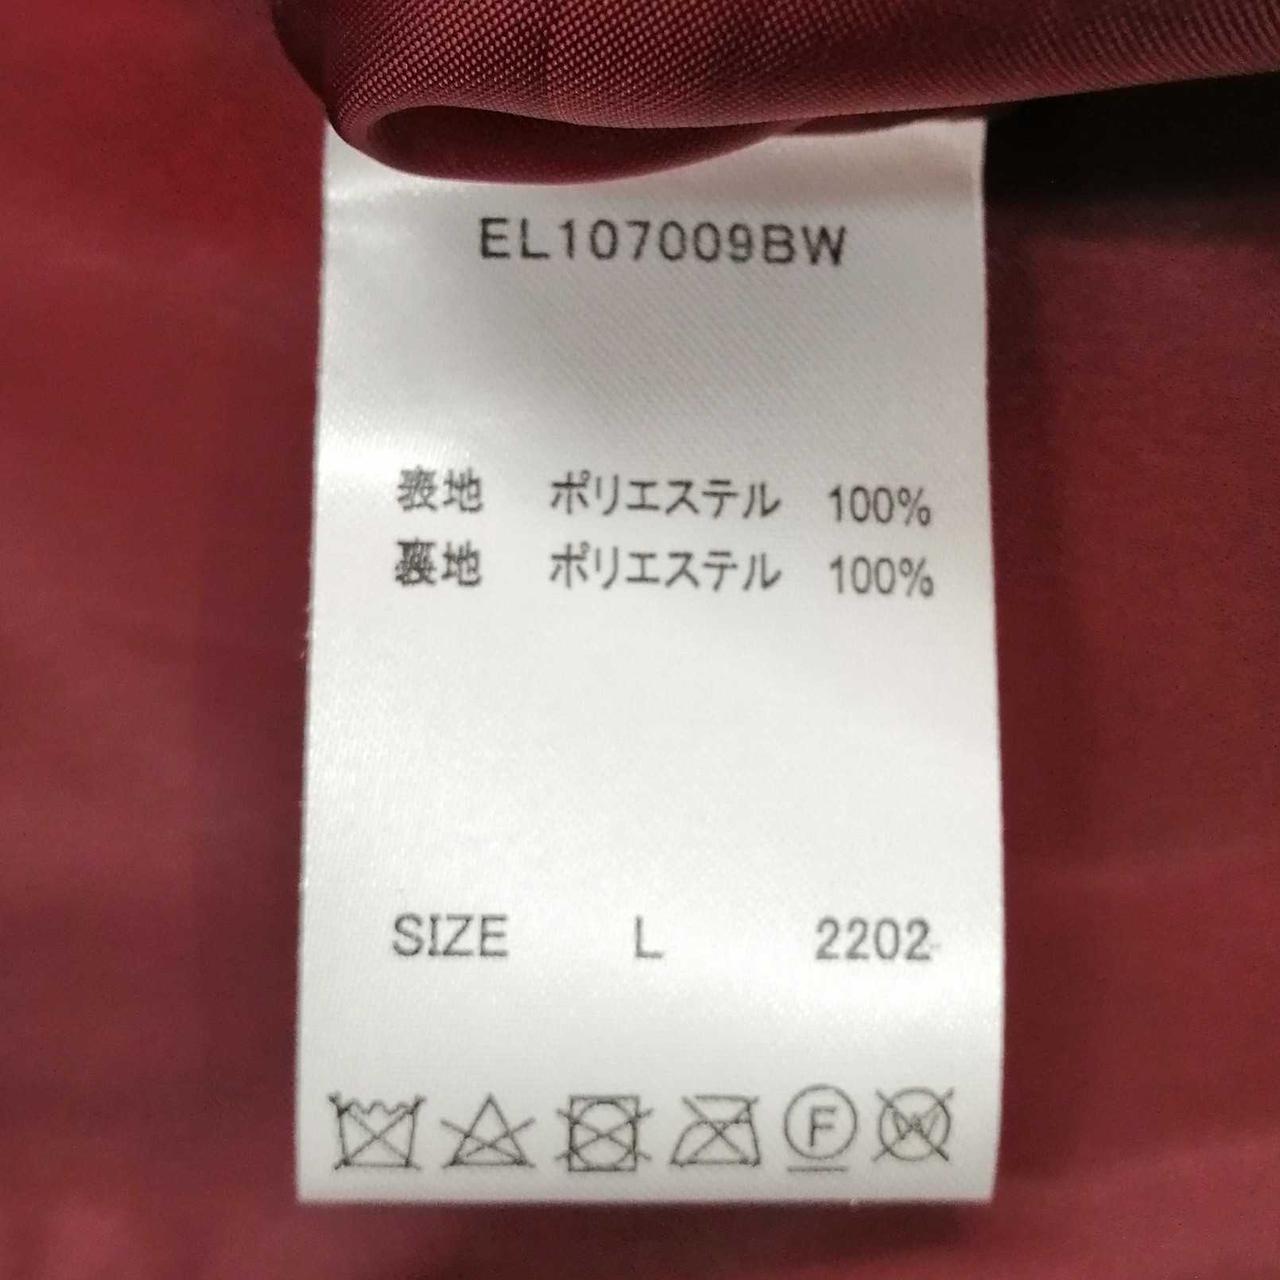 EL107009BW
表地 ポリエステル 100%
裏地 ポリエステル 100%
SIZE L 2202
F W